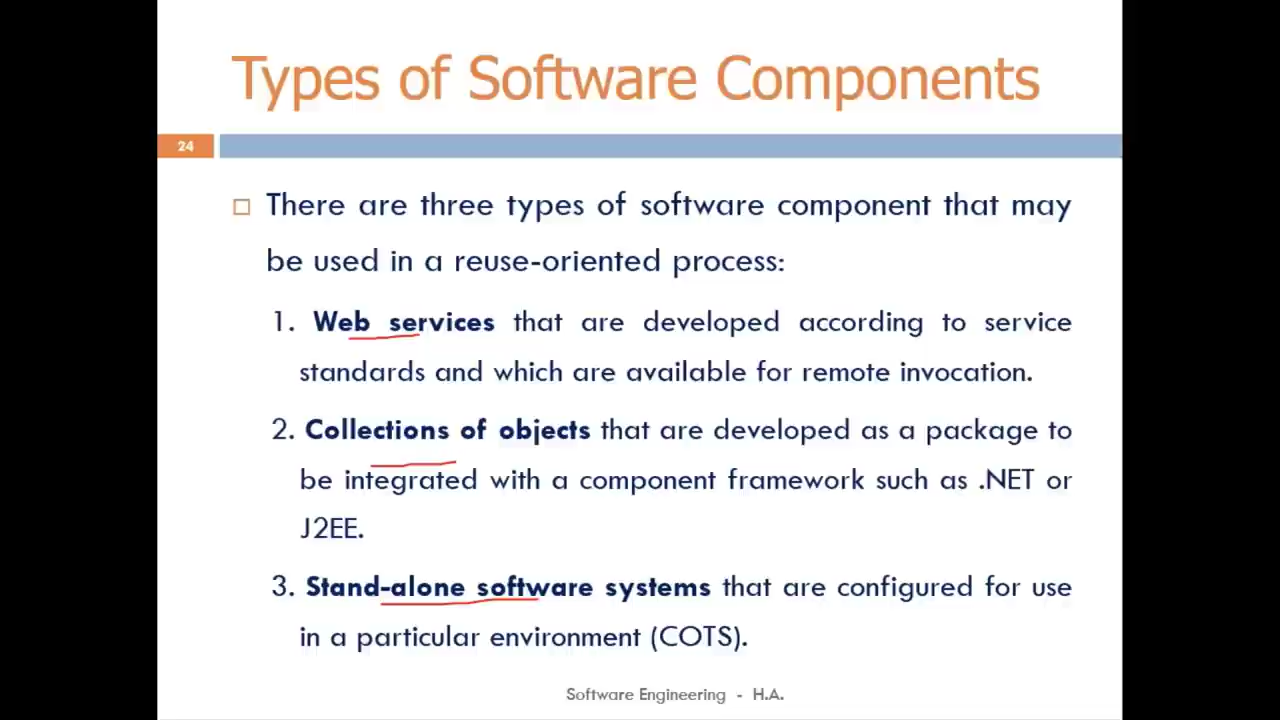 Types of Software Components
24
There are three types of software component that may
be used in a reuse-oriented process:
1. Web services that are developed according to service
standards and which are available for remote invocation.
2. Collections of objects that are developed as a package to
be integrated with a component framework such as .NET or
J2EE.
3. Stand-alone software systems that are configured for use
in a particular environment (COTS).
Software Engineering - H.A.